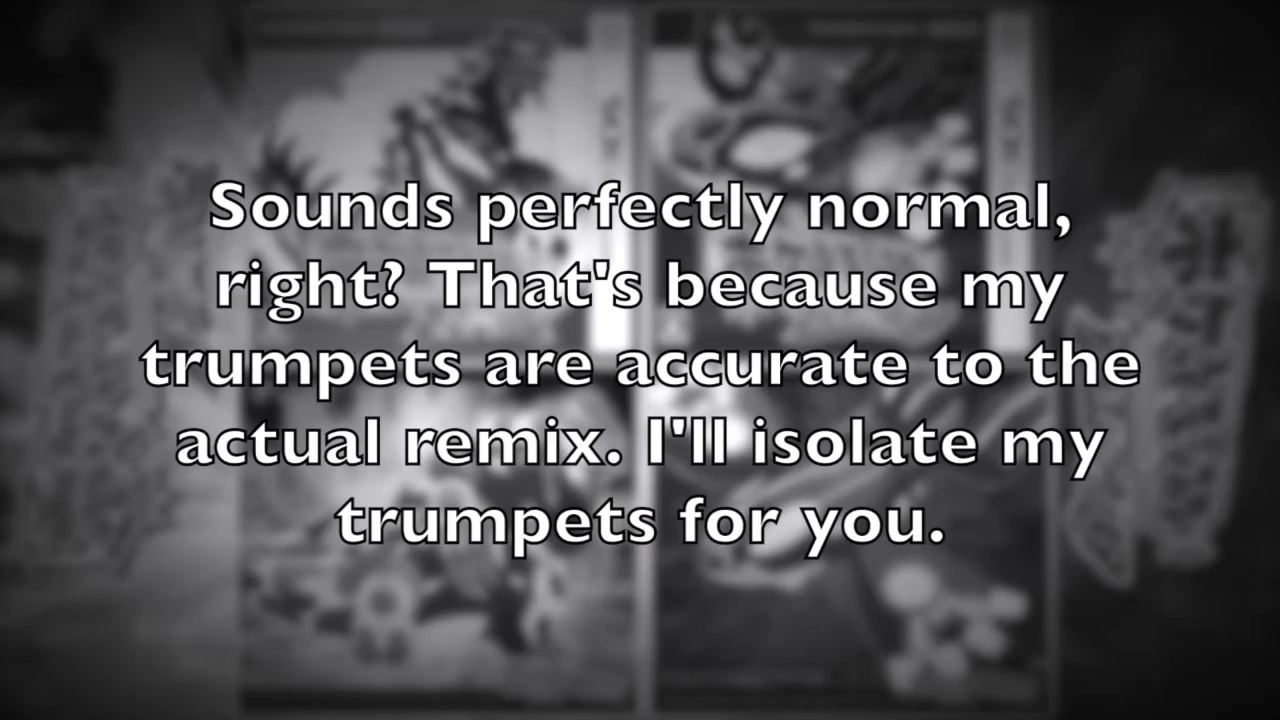 Sounds perfectly normal,
right? That's because my
trumpets are accurate to the
actual remix. I'll isolate my
trumpets for you.